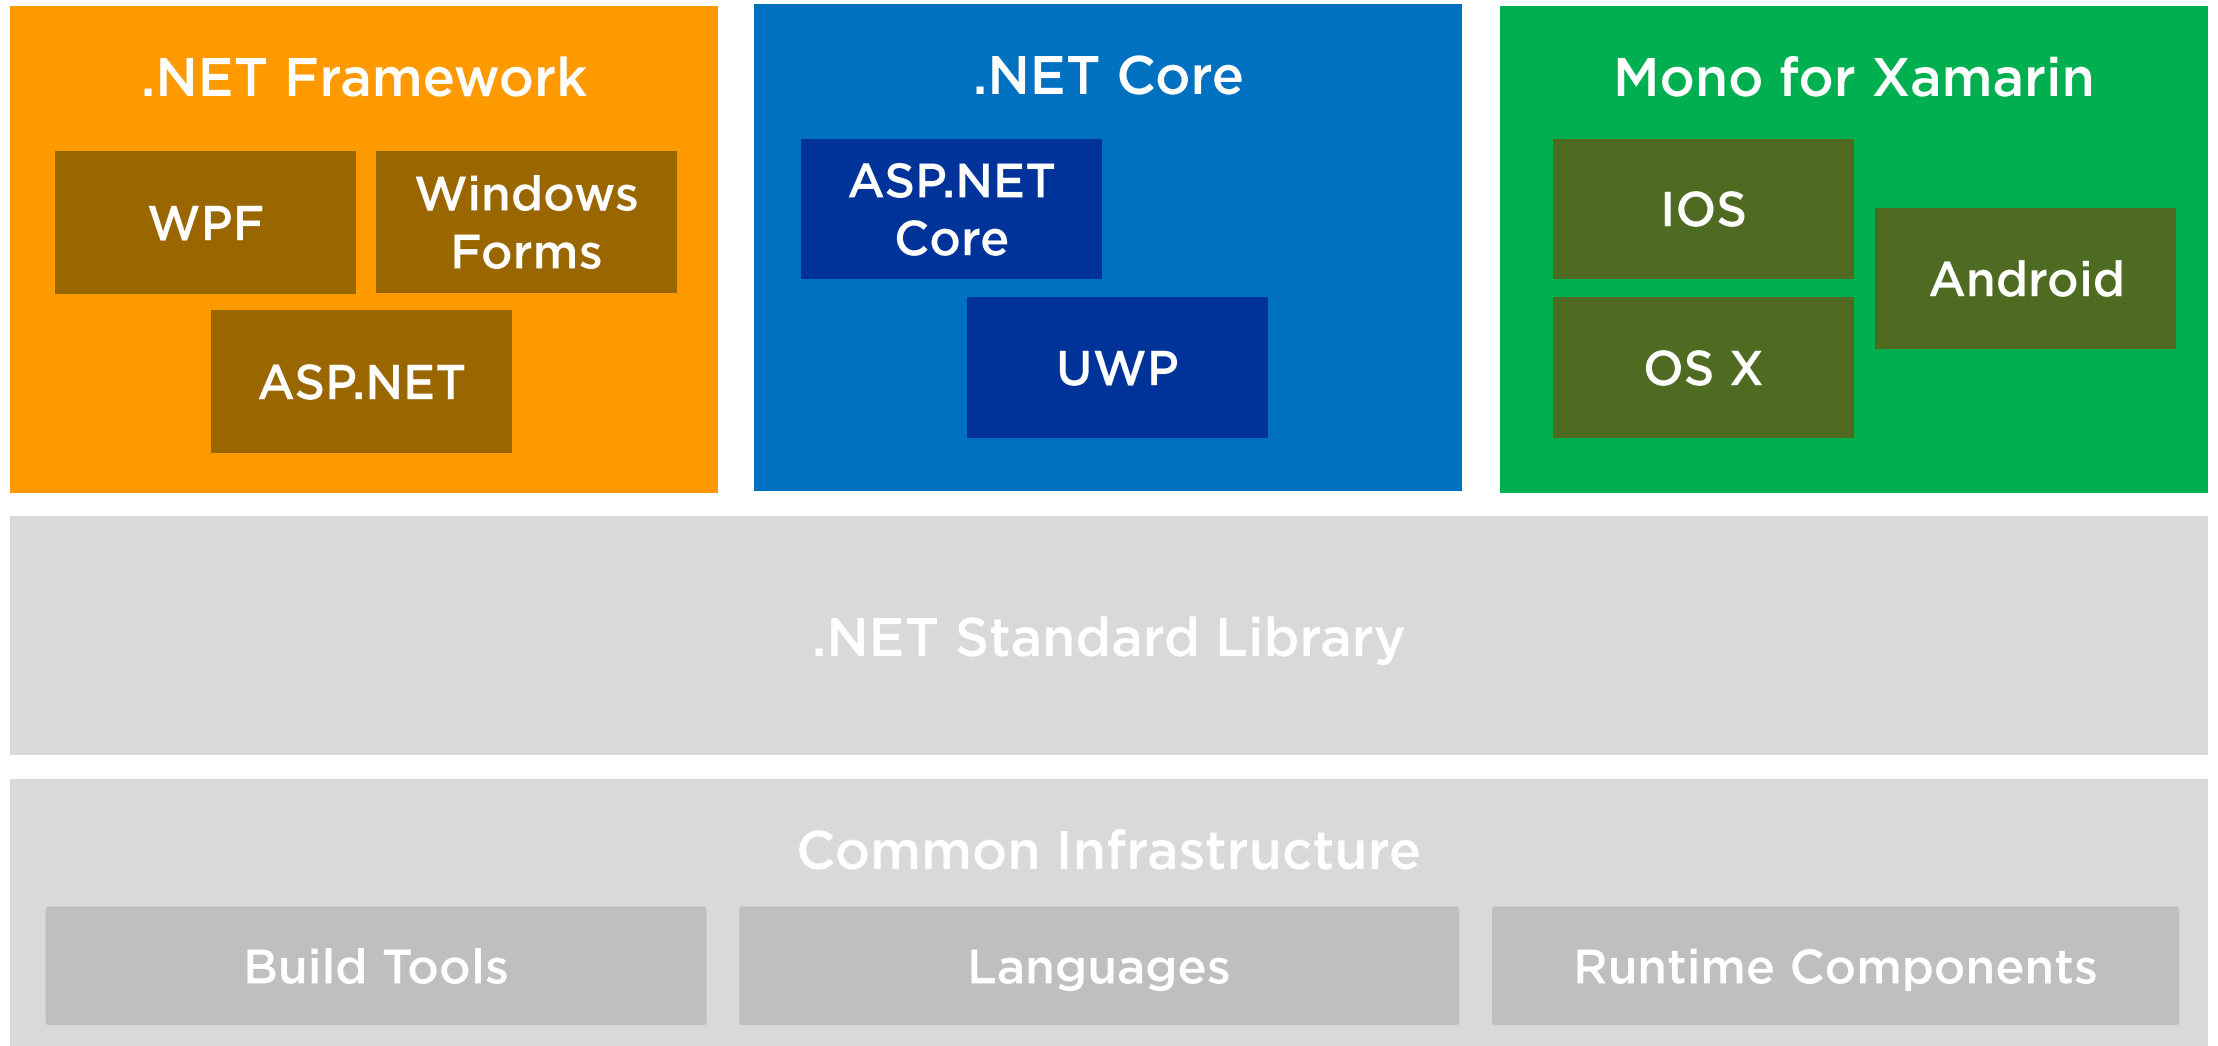 .NET Framework
WPF
Windows
Forms
ASP.NET
.NET Core
ASP.NET
Core
UWP
Mono for Xamarin
IOS
Android
OS X
.NET Standard Library
Common Infrastructure
Build Tools
Languages
Runtime Components